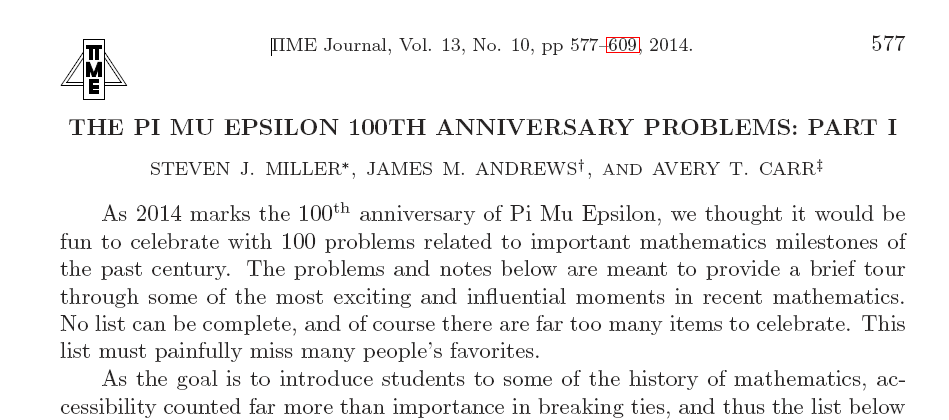 ΠME Journal, Vol. 13, No. 10, pp 577–609, 2014.
577
ΠME
THE PI MU EPSILON 100TH ANNIVERSARY PROBLEMS: PART I
STEVEN J. MILLER*, JAMES M. ANDREWS†, AND AVERY T. CARR‡
As 2014 marks the 100th anniversary of Pi Mu Epsilon, we thought it would be
fun to celebrate with 100 problems related to important mathematics milestones of
the past century. The problems and notes below are meant to provide a brief tour
through some of the most exciting and influential moments in recent mathematics.
No list can be complete, and of course there are far too many items to celebrate. This
list must painfully miss many people's favorites.
As the goal is to introduce students to some of the history of mathematics, ac-
cessibility counted far more than importance in breaking ties, and thus the list below